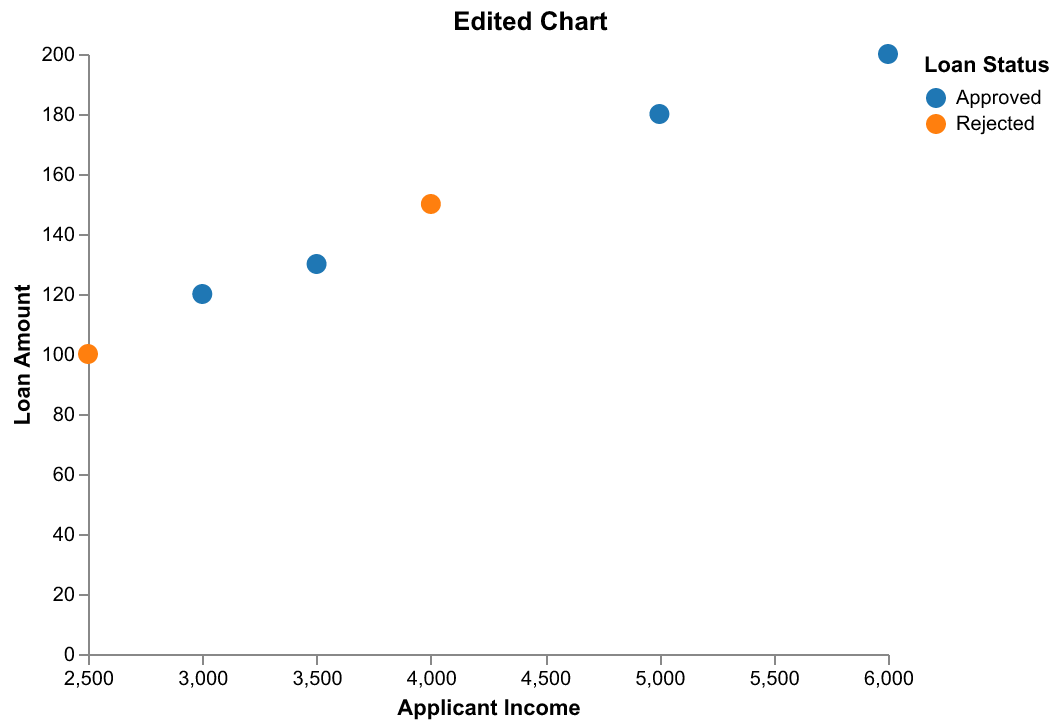 Edited Chart
200
180
160
140
120
100
80
60
40
20
0
Loan Amount
2,500 3,000 3,500 4,000 4,500 5,000 5,500 6,000
Applicant Income
Loan Status
Approved
Rejected